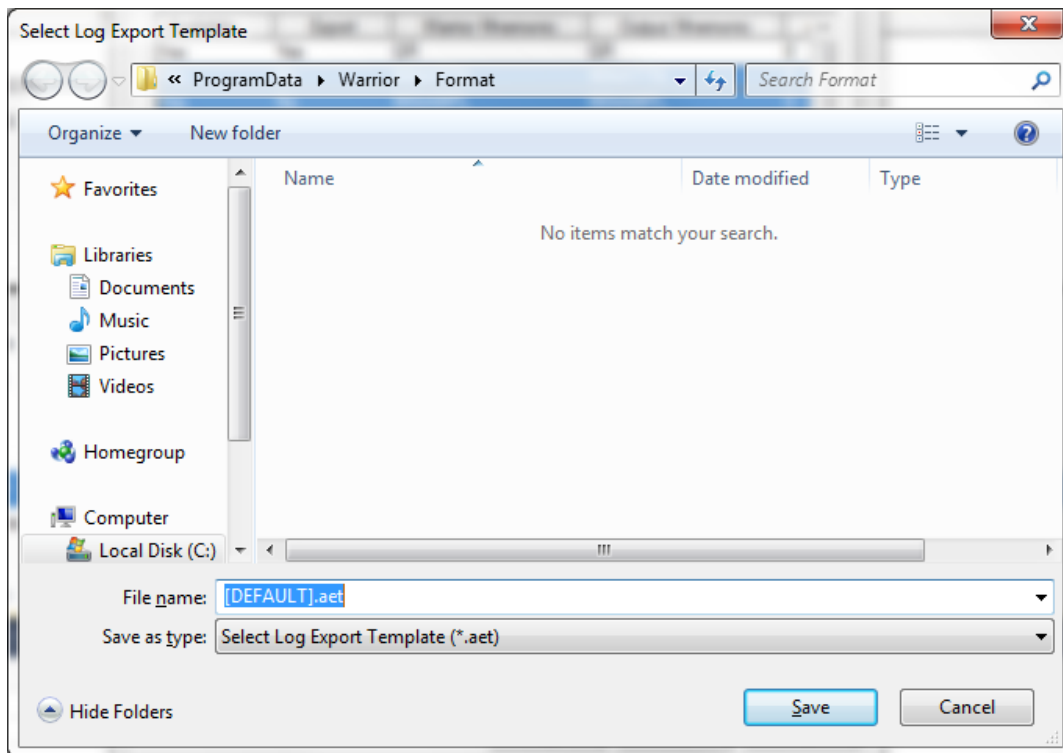 Select Log Export Template
« ProgramData ▸ Warrior ▸ Format
Search Format
Organize
New folder
Name
Date modified
Type
No items match your search.
Favorites
Libraries
Documents
Music
Pictures
Videos
Homegroup
Computer
Local Disk (C:)
File name: [DEFAULT].aet
Save as type: Select Log Export Template (*.aet)
Hide Folders
Save
Cancel